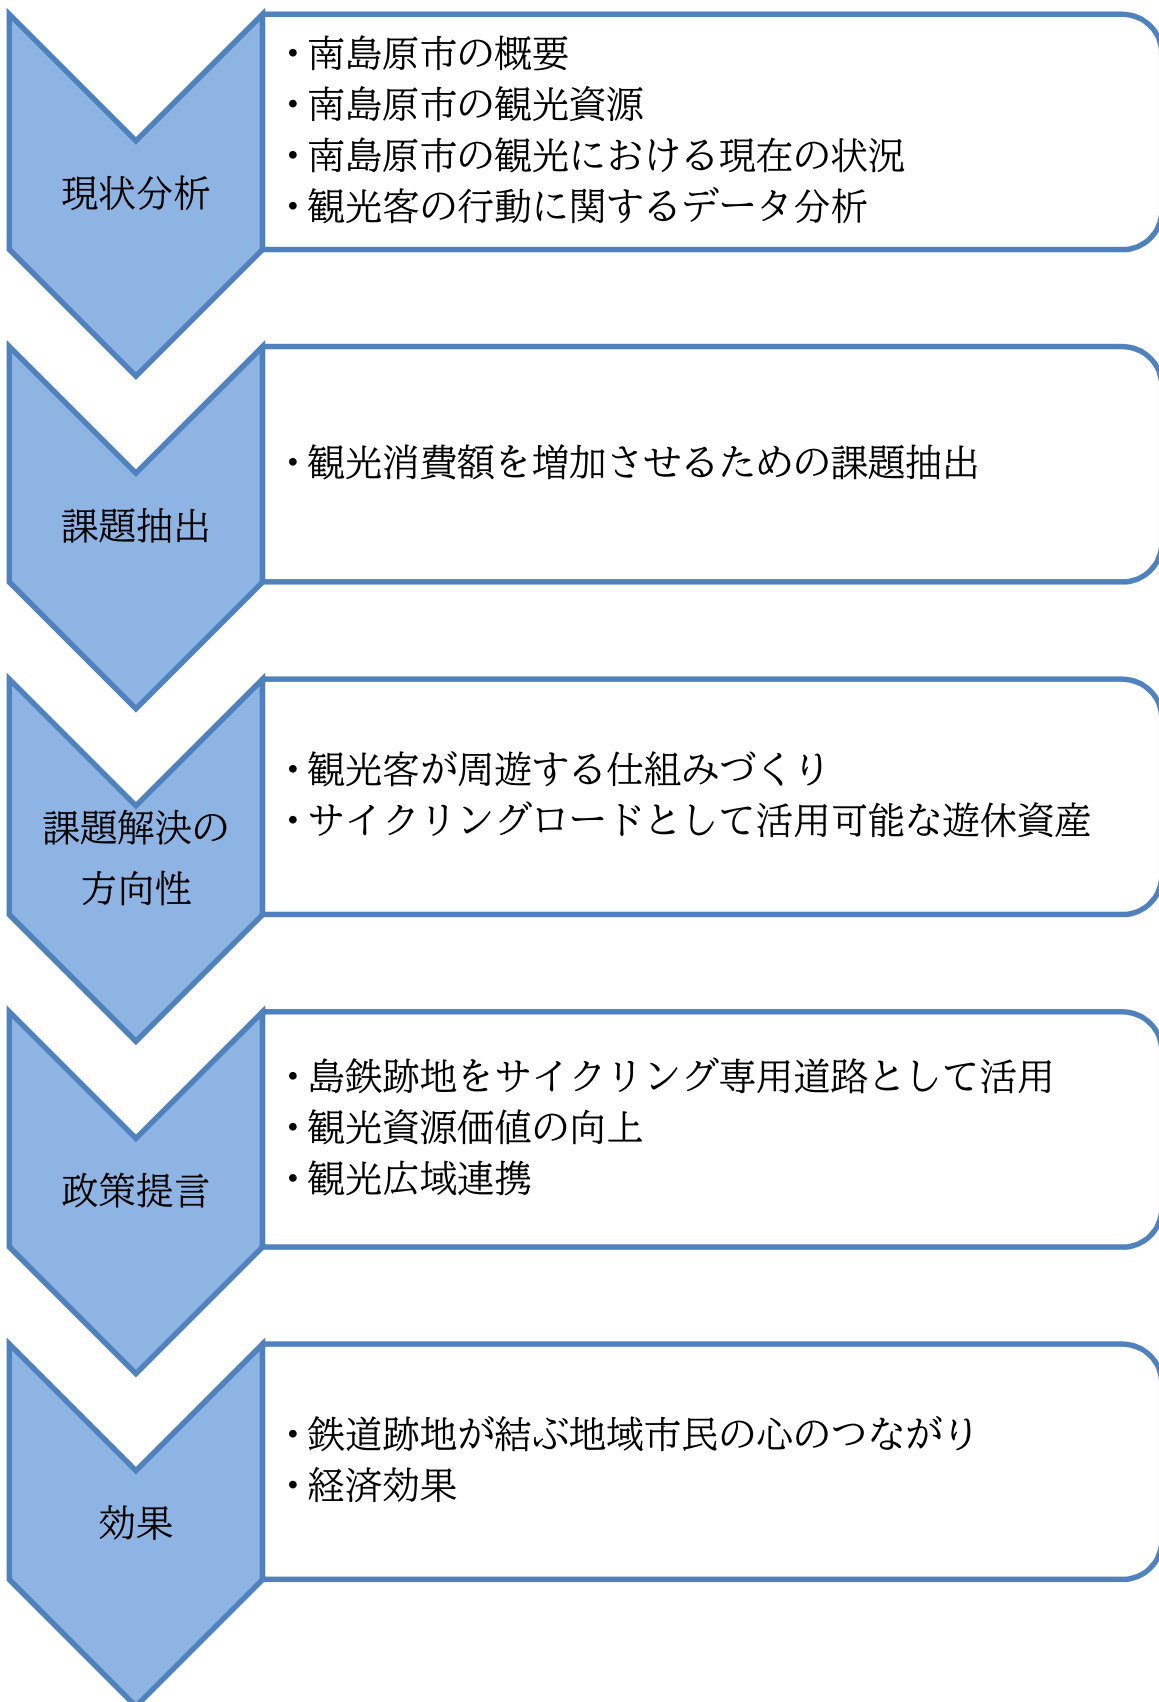 現状分析
・南島原市の概要
・南島原市の観光資源
・南島原市の観光における現在の状況
・観光客の行動に関するデータ分析
課題抽出
・観光消費額を増加させるための課題抽出
課題解決の
方向性
・観光客が周遊する仕組みづくり
・サイクリングロードとして活用可能な遊休資産
政策提言
・島鉄跡地をサイクリング専用道路として活用
・観光資源価値の向上
・観光広域連携
効果
・鉄道跡地が結ぶ地域市民の心のつながり
・経済効果